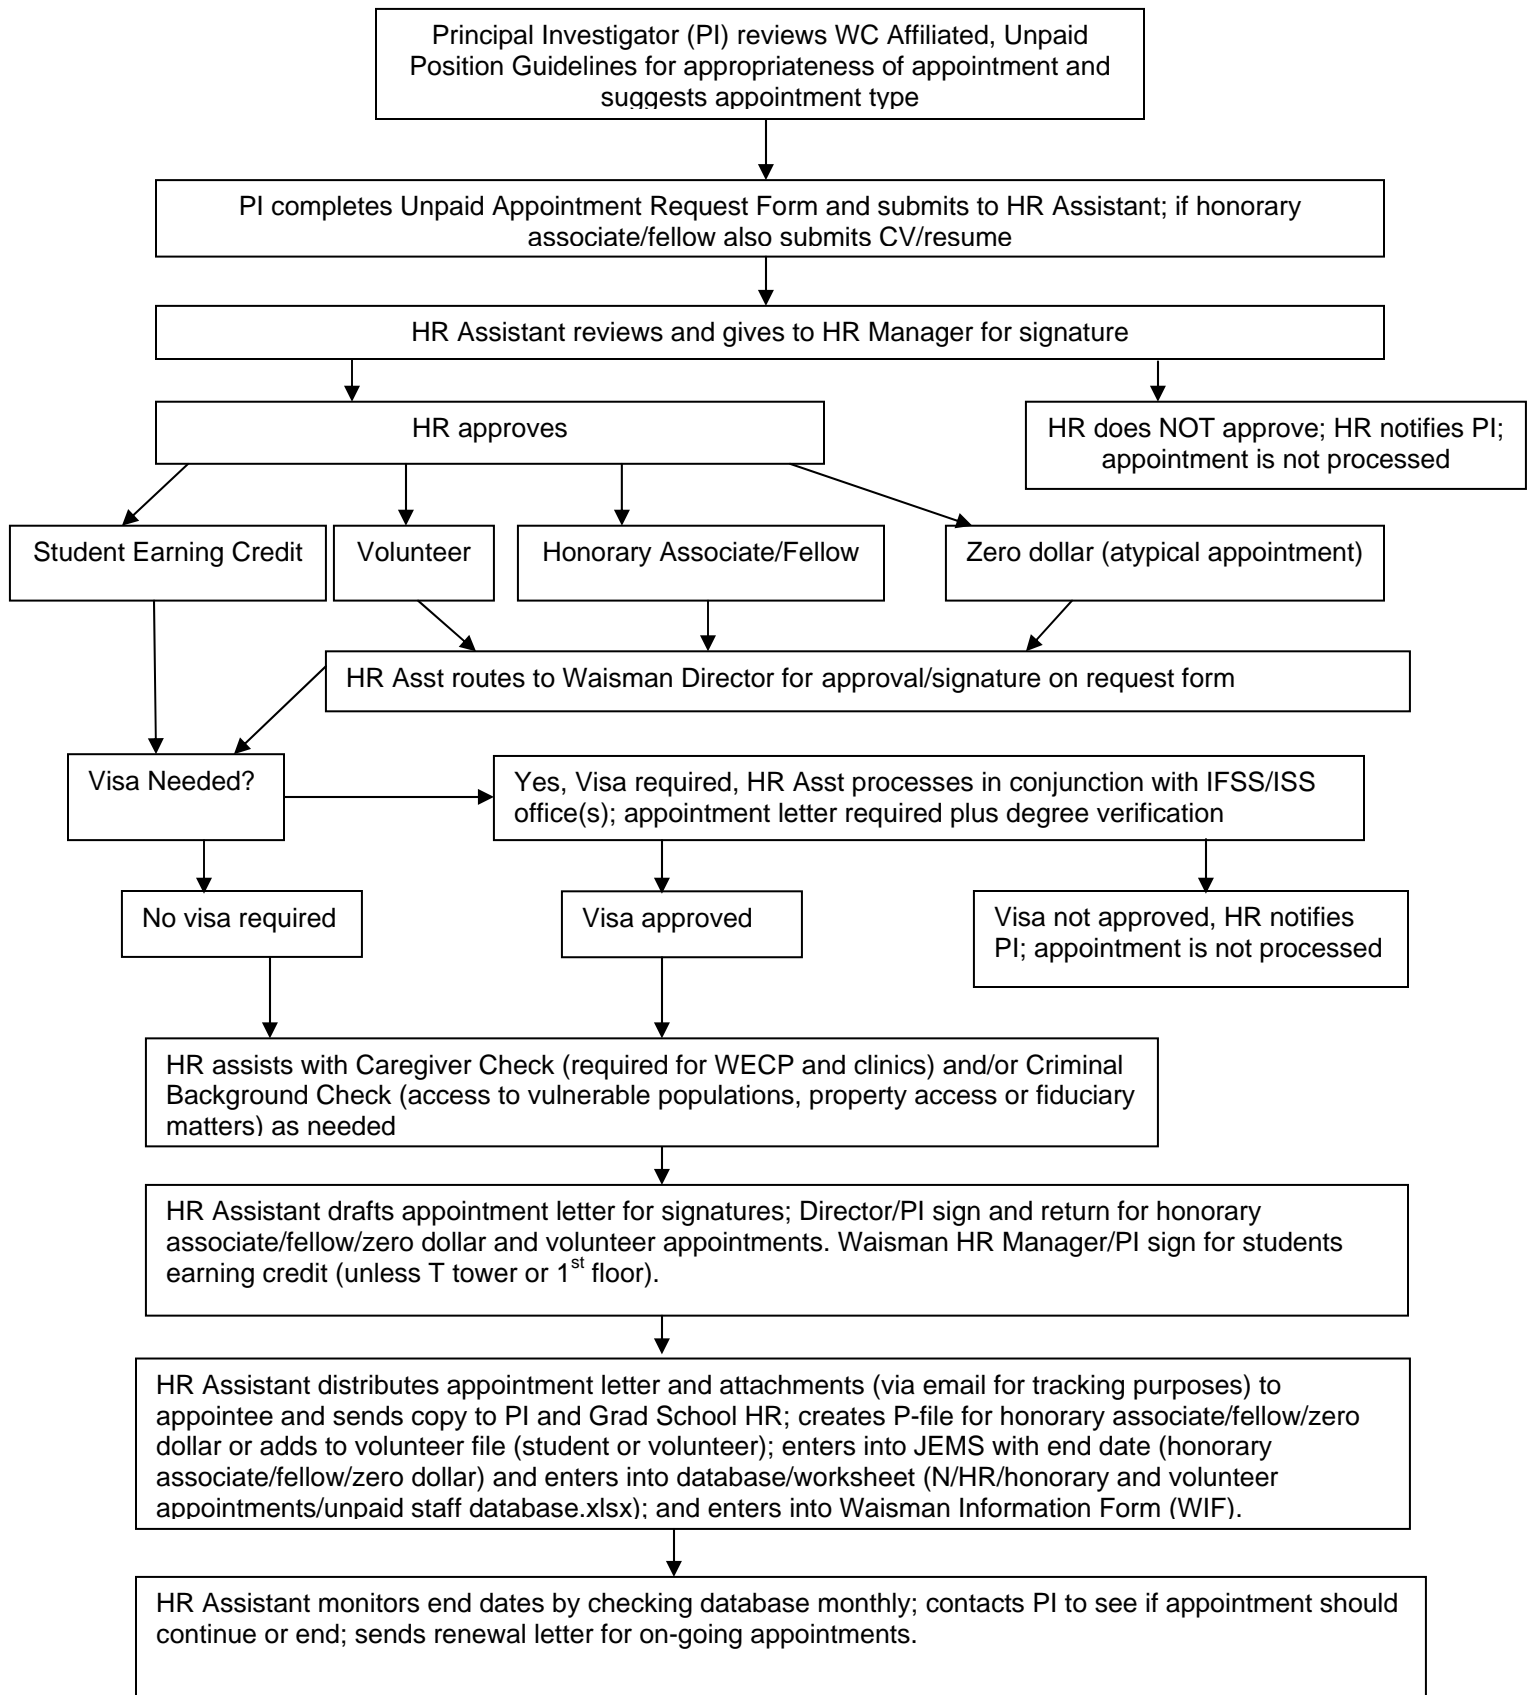 Principal Investigator (PI) reviews WC Affiliated, Unpaid
Position Guidelines for appropriateness of appointment and
suggests appointment type
PI completes Unpaid Appointment Request Form and submits to HR Assistant; if honorary
associate/fellow also submits CV/resume
HR Assistant reviews and gives to HR Manager for signature
HR approves
HR does NOT approve; HR notifies PI;
appointment is not processed
Student Earning Credit
Volunteer
Honorary Associate/Fellow
Zero dollar (atypical appointment)
HR Asst routes to Waisman Director for approval/signature on request form
Visa Needed?
Yes, Visa required, HR Asst processes in conjunction with IFSS/ISS
office(s); appointment letter required plus degree verification
No visa required
Visa approved
Visa not approved, HR notifies
PI; appointment is not processed
HR assists with Caregiver Check (required for WECP and clinics) and/or Criminal
Background Check (access to vulnerable populations, property access or fiduciary
matters) as needed
HR Assistant drafts appointment letter for signatures; Director/PI sign and return for honorary
associate/fellow/zero dollar and volunteer appointments. Waisman HR Manager/PI sign for students
earning credit (unless T tower or 1st floor).
HR Assistant distributes appointment letter and attachments (via email for tracking purposes) to
appointee and sends copy to PI and Grad School HR; creates P-file for honorary associate/fellow/zero
dollar or adds to volunteer file (student or volunteer); enters into JEMS with end date (honorary
associate/fellow/zero dollar) and enters into database/worksheet (N/HR/honorary and volunteer
appointments/unpaid staff database.xlsx); and enters into Waisman Information Form (WIF).
HR Assistant monitors end dates by checking database monthly; contacts PI to see if appointment should
continue or end; sends renewal letter for on-going appointments.